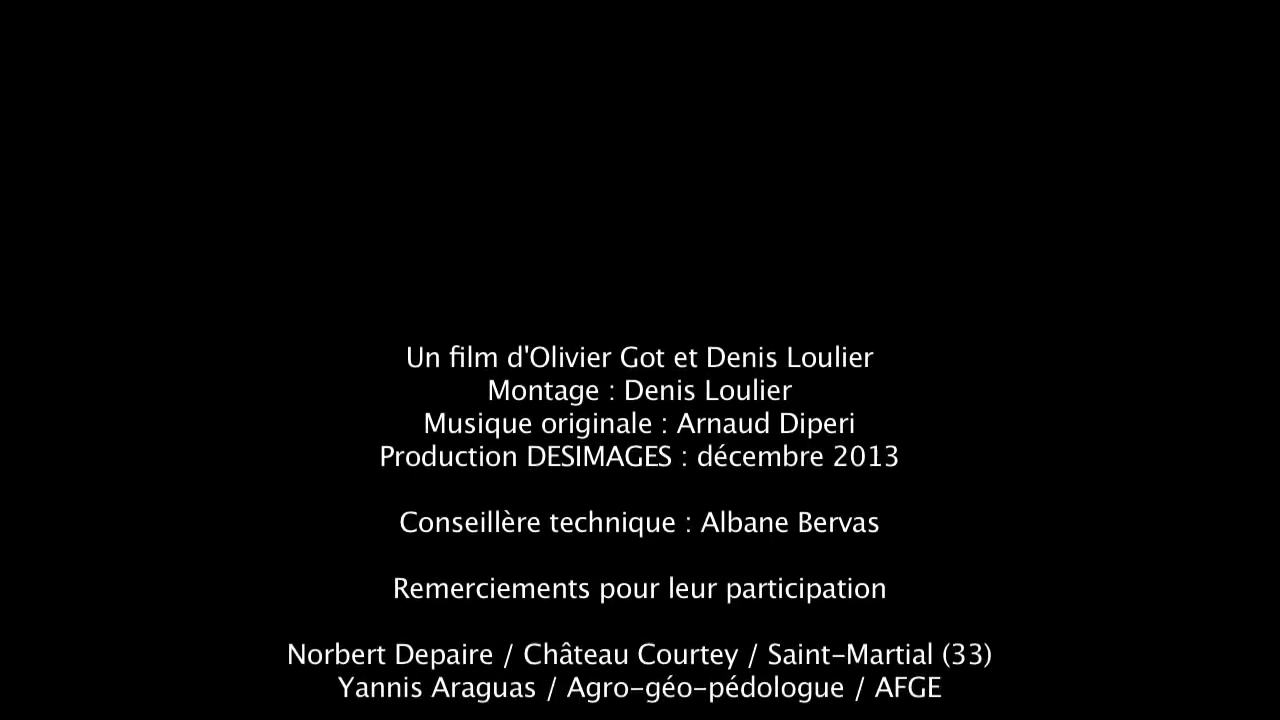 Un film d'Olivier Got et Denis Loulier
Montage : Denis Loulier
Musique originale : Arnaud Diperi
Production DESIMAGES : décembre 2013
Conseillère technique : Albane Bervas
Remerciements pour leur participation
Norbert Depaire / Château Courtey / Saint-Martial (33)
Yannis Araguas / Agro-géo-pédologue / AFGE